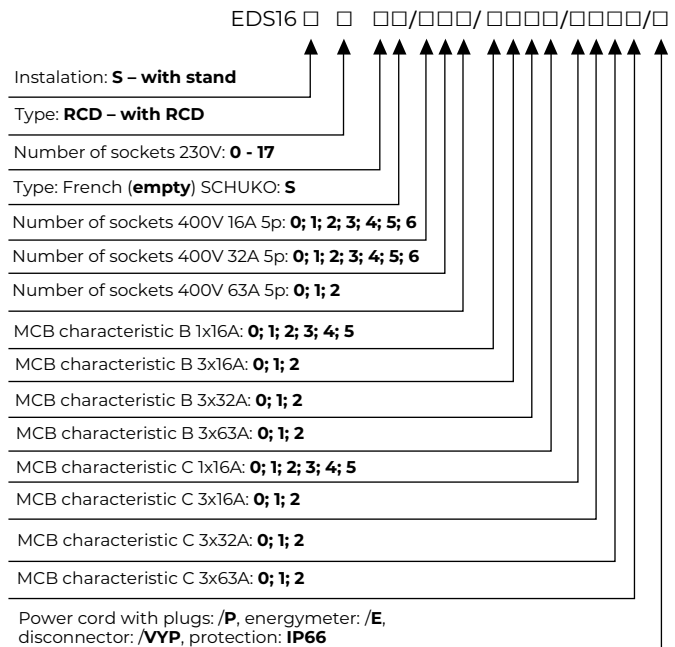 EDS16 □ □ □□/□□□/ □□□□/□□□□/□
Instalation: S – with stand
Type: RCD – with RCD
Number of sockets 230V: 0 - 17
Type: French (empty) SCHUKO: S
Number of sockets 400V 16A 5p: 0; 1; 2; 3; 4; 5; 6
Number of sockets 400V 32A 5p: 0; 1; 2; 3; 4; 5; 6
Number of sockets 400V 63A 5p: 0; 1; 2
MCB characteristic B 1x16A: 0; 1; 2; 3; 4; 5
MCB characteristic B 3x16A: 0; 1; 2
MCB characteristic B 3x32A: 0; 1; 2
MCB characteristic B 3x63A: 0; 1; 2
MCB characteristic C 1x16A: 0; 1; 2; 3; 4; 5
MCB characteristic C 3x16A: 0; 1; 2
MCB characteristic C 3x32A: 0; 1; 2
MCB characteristic C 3x63A: 0; 1; 2
Power cord with plugs: /P, energymeter: /E,
disconnector: /VYP, protection: IP66